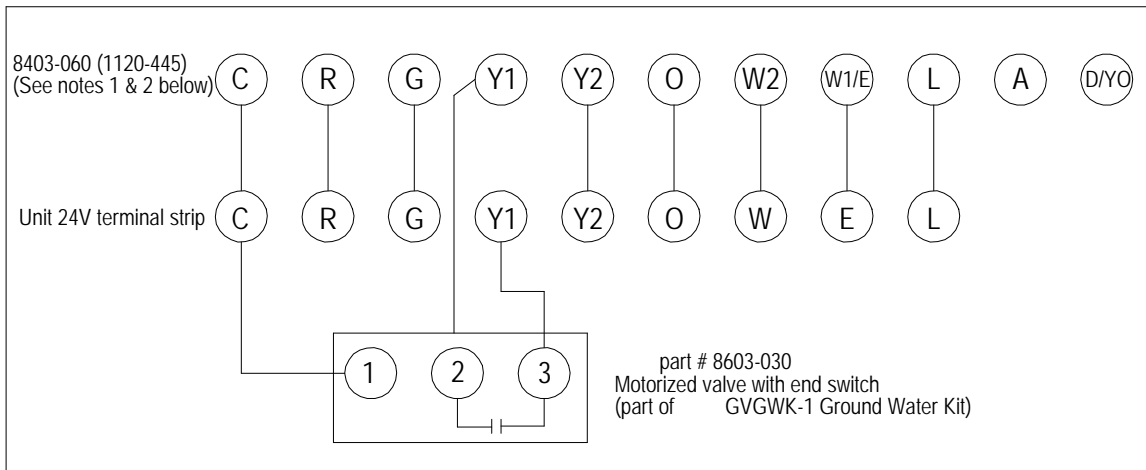 8403-060 (1120-445)
(See notes 1 & 2 below)
C R G Y1 Y2 O W2 W1/E L A D/YO
Unit 24V terminal strip
C R G Y1 Y2 O W E L
1 2 3
part # 8603-030
Motorized valve with end switch
(part of GVGWK-1 Ground Water Kit)